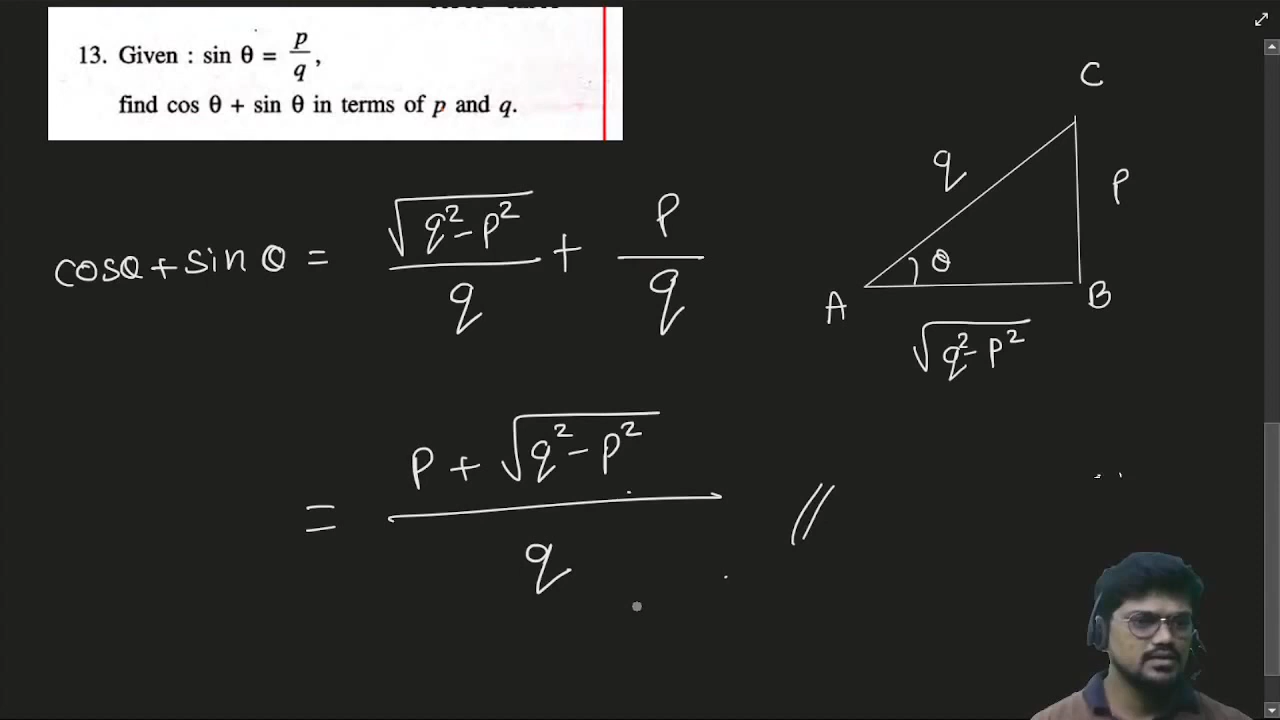 13. Given : sin θ = p/q,
find cos θ + sin θ in terms of p and q.
cosθ + sin θ = √(q²-p²)/q + p/q
= (p + √(q²-p²))/q //
C
q
p
θ
A
B
√(q²-p²)